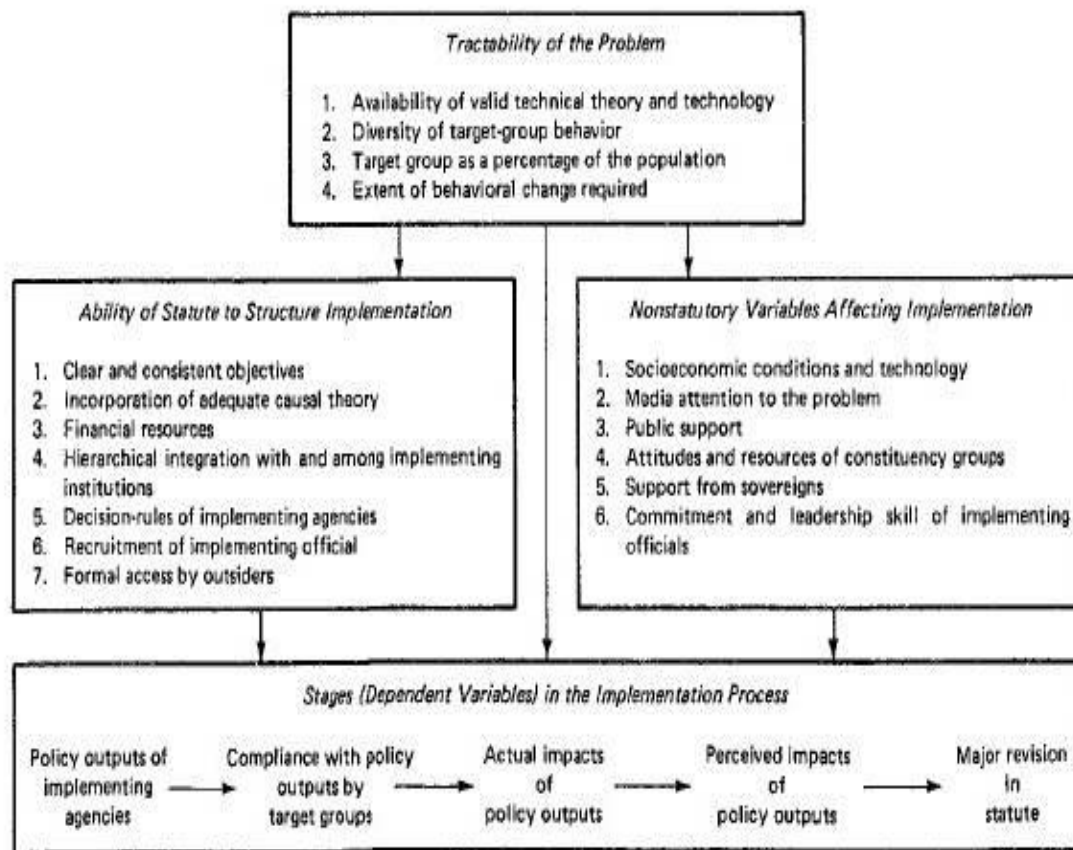 Tractability of the Problem
1. Availability of valid technical theory and technology
2. Diversity of target-group behavior
3. Target group as a percentage of the population
4. Extent of behavioral change required
Ability of Statute to Structure Implementation
1. Clear and consistent objectives
2. Incorporation of adequate causal theory
3. Financial resources
4. Hierarchical integration with and among implementing
institutions
5. Decision-rules of implementing agencies
6. Recruitment of implementing official
7. Formal access by outsiders
Nonstatutory Variables Affecting Implementation
1. Socioeconomic conditions and technology
2. Media attention to the problem
3. Public support
4. Attitudes and resources of constituency groups
5. Support from sovereigns
6. Commitment and leadership skill of implementing
officials
Stages (Dependent Variables) in the Implementation Process
Policy outputs of
implementing
agencies
Compliance with policy
outputs by
target groups
Actual impacts
of
policy outputs
Perceived impacts
of
policy outputs
Major revision
in
statute